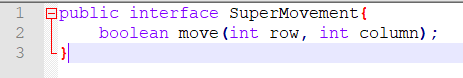 1 public interface SuperMovement{
2 boolean move(int row, int column);
3 }